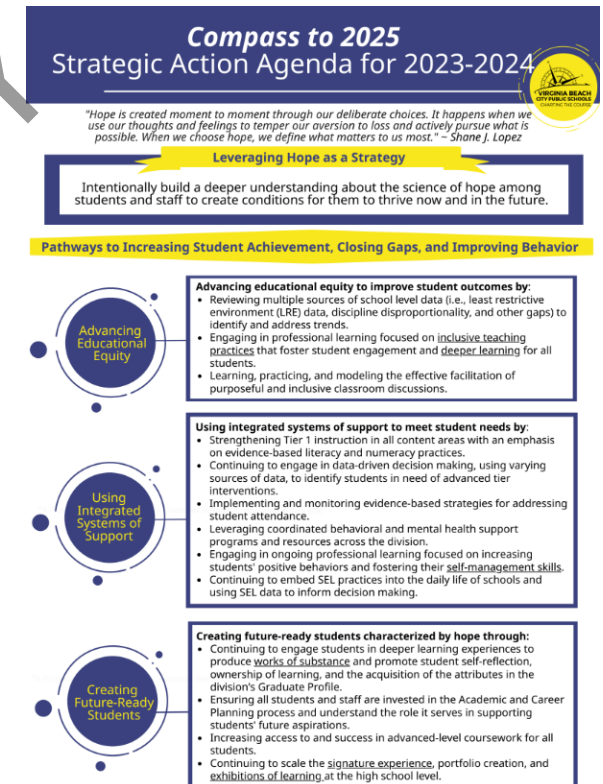 Compass to 2025
Strategic Action Agenda for 2023-2024
VIRGINIA BEACH
CITY PUBLIC SCHOOLS
CHARTING THE COURSE
"Hope is created moment to moment through our deliberate choices. It happens when we
use our thoughts and feelings to temper our aversion to loss and actively pursue what is
possible. When we choose hope, we define what matters to us most." ~ Shane J. Lopez
Leveraging Hope as a Strategy
Intentionally build a deeper understanding about the science of hope among
students and staff to create conditions for them to thrive now and in the future.
Pathways to Increasing Student Achievement, Closing Gaps, and Improving Behavior
Advancing
Educational
Equity
Advancing educational equity to improve student outcomes by:
• Reviewing multiple sources of school level data (i.e., least restrictive
environment (LRE) data, discipline disproportionality, and other gaps) to
identify and address trends.
• Engaging in professional learning focused on inclusive teaching
practices that foster student engagement and deeper learning for all
students.
• Learning, practicing, and modeling the effective facilitation of
purposeful and inclusive classroom discussions.
Using
Integrated
Systems of
Support
Using integrated systems of support to meet student needs by:
• Strengthening Tier 1 instruction in all content areas with an emphasis
on evidence-based literacy and numeracy practices.
• Continuing to engage in data-driven decision making, using varying
sources of data, to identify students in need of advanced tier
interventions.
• Implementing and monitoring evidence-based strategies for addressing
student attendance.
• Leveraging coordinated behavioral and mental health support
programs and resources across the division.
• Engaging in ongoing professional learning focused on increasing
students' positive behaviors and fostering their self-management skills.
• Continuing to embed SEL practices into the daily life of schools and
using SEL data to inform decision making.
Creating
Future-Ready
Students
Creating future-ready students characterized by hope through:
• Continuing to engage students in deeper learning experiences to
produce works of substance and promote student self-reflection,
ownership of learning, and the acquisition of the attributes in the
division's Graduate Profile.
• Ensuring all students and staff are invested in the Academic and Career
Planning process and understand the role it serves in supporting
students' future aspirations.
• Increasing access to and success in advanced-level coursework for all
students.
• Continuing to scale the signature experience, portfolio creation, and
exhibitions of learning at the high school level.